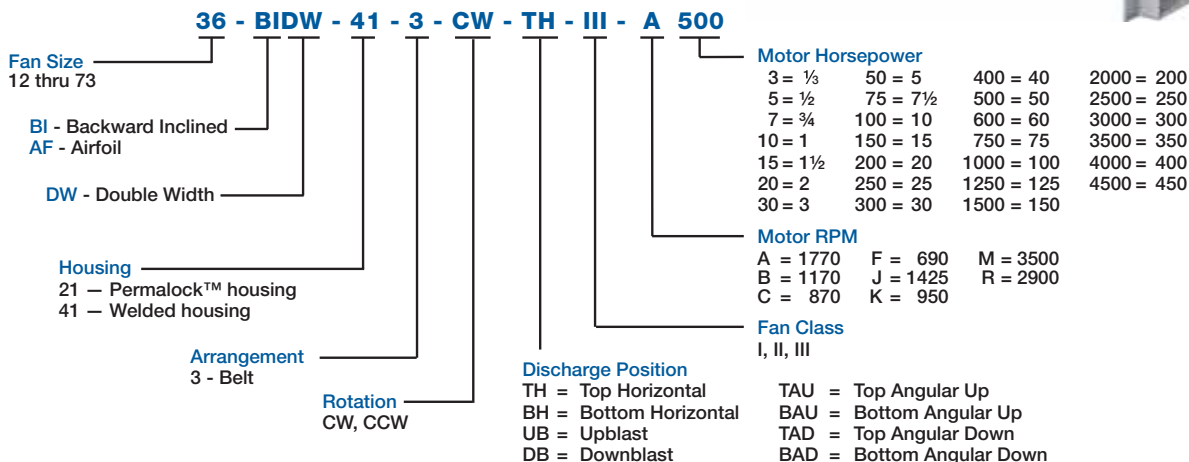 36 - BIDW - 41 - 3 - CW - TH - III - A 500
Fan Size
12 thru 73
BI - Backward Inclined
AF - Airfoil
DW - Double Width
Housing
21 — Permalock™ housing
41 — Welded housing
Arrangement
3 - Belt
Rotation
CW, CCW
Discharge Position
TH = Top Horizontal TAU = Top Angular Up
BH = Bottom Horizontal BAU = Bottom Angular Up
UB = Upblast TAD = Top Angular Down
DB = Downblast BAD = Bottom Angular Down
Fan Class
I, II, III
Motor RPM
A = 1770 F = 690 M = 3500
B = 1170 J = 1425 R = 2900
C = 870 K = 950
Motor Horsepower
3 = ⅓ 50 = 5 400 = 40 2000 = 200
5 = ½ 75 = 7½ 500 = 50 2500 = 250
7 = ¾ 100 = 10 600 = 60 3000 = 300
10 = 1 150 = 15 750 = 75 3500 = 350
15 = 1½ 200 = 20 1000 = 100 4000 = 400
20 = 2 250 = 25 1250 = 125 4500 = 450
30 = 3 300 = 30 1500 = 150